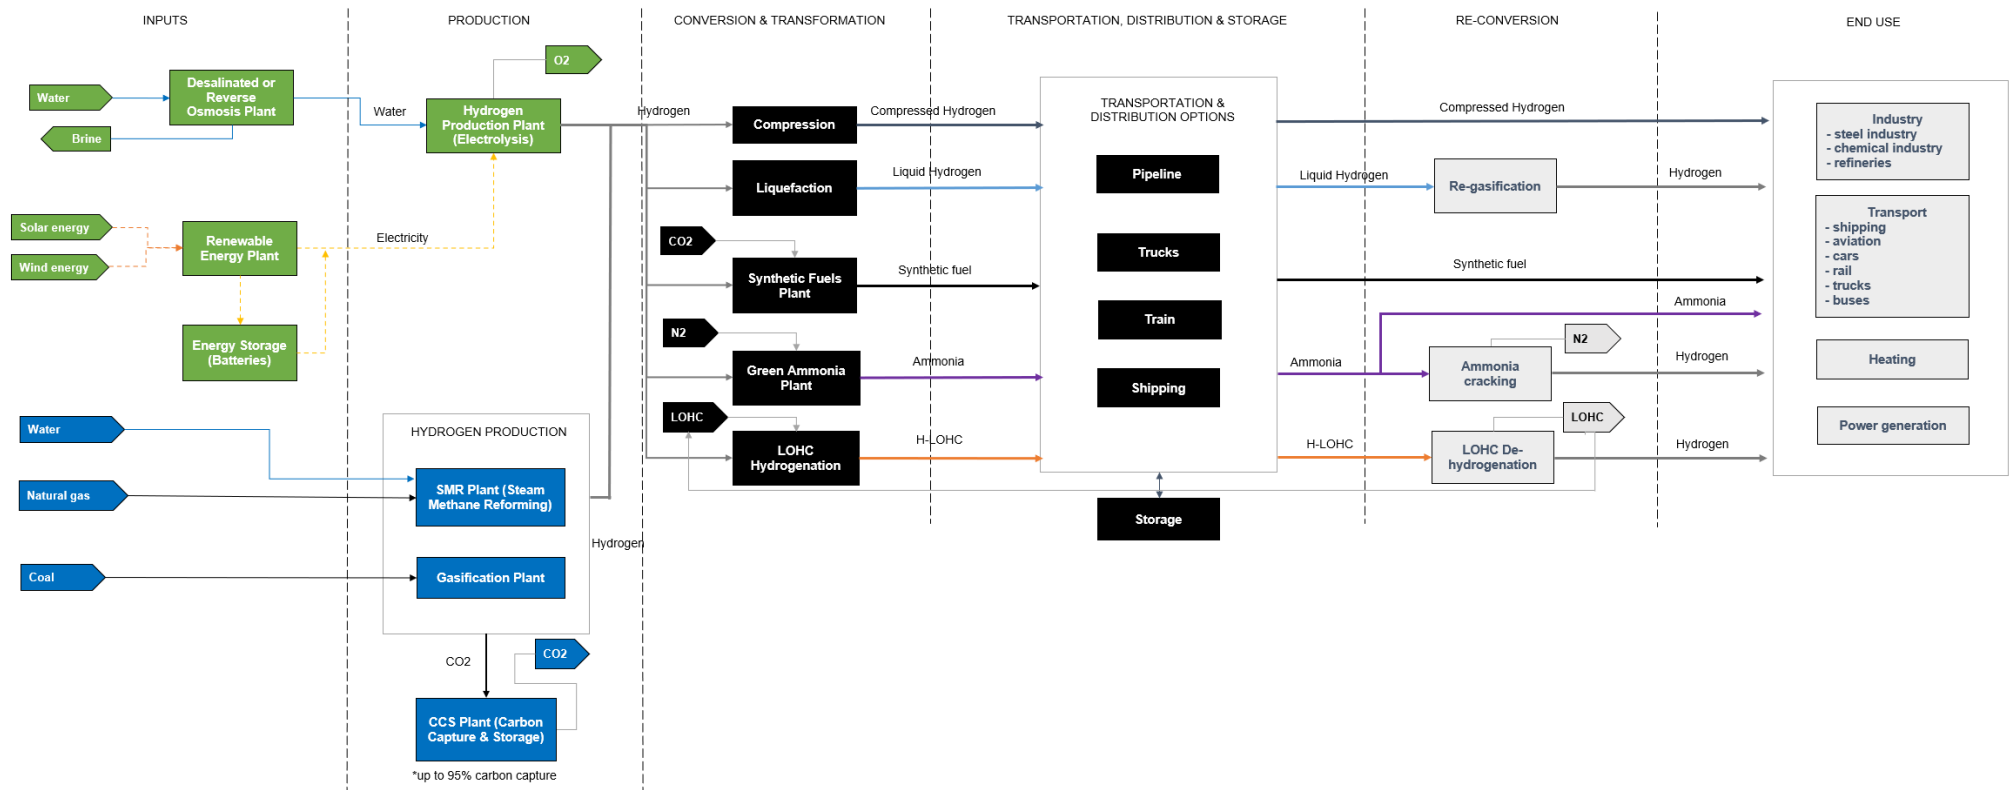 INPUTS
PRODUCTION
CONVERSION & TRANSFORMATION
TRANSPORTATION, DISTRIBUTION & STORAGE
RE-CONVERSION
END USE
Water
Desalinated or
Reverse
Osmosis Plant
Brine
Solar energy
Wind energy
Renewable
Energy Plant
Energy Storage
(Batteries)
Water
Natural gas
Coal
Water
Electricity
O2
Hydrogen
Production Plant
(Electrolysis)
HYDROGEN PRODUCTION
SMR Plant (Steam
Methane Reforming)
Gasification Plant
CO2
CO2
CCS Plant (Carbon
Capture & Storage)
*up to 95% carbon capture
Hydrogen
Hydrogen
Compression
Liquefaction
CO2
Synthetic Fuels
Plant
N2
Green Ammonia
Plant
LOHC
LOHC
Hydrogenation
Compressed Hydrogen
Liquid Hydrogen
Synthetic fuel
Ammonia
H-LOHC
TRANSPORTATION &
DISTRIBUTION OPTIONS
Pipeline
Trucks
Train
Shipping
Storage
Compressed Hydrogen
Liquid Hydrogen
Re-gasification
Hydrogen
Synthetic fuel
Ammonia
Ammonia
N2
Ammonia
cracking
Hydrogen
LOHC
H-LOHC
LOHC De-
hydrogenation
Hydrogen
Industry
- steel industry
- chemical industry
- refineries
Transport
- shipping
- aviation
- cars
- rail
- trucks
- buses
Heating
Power generation